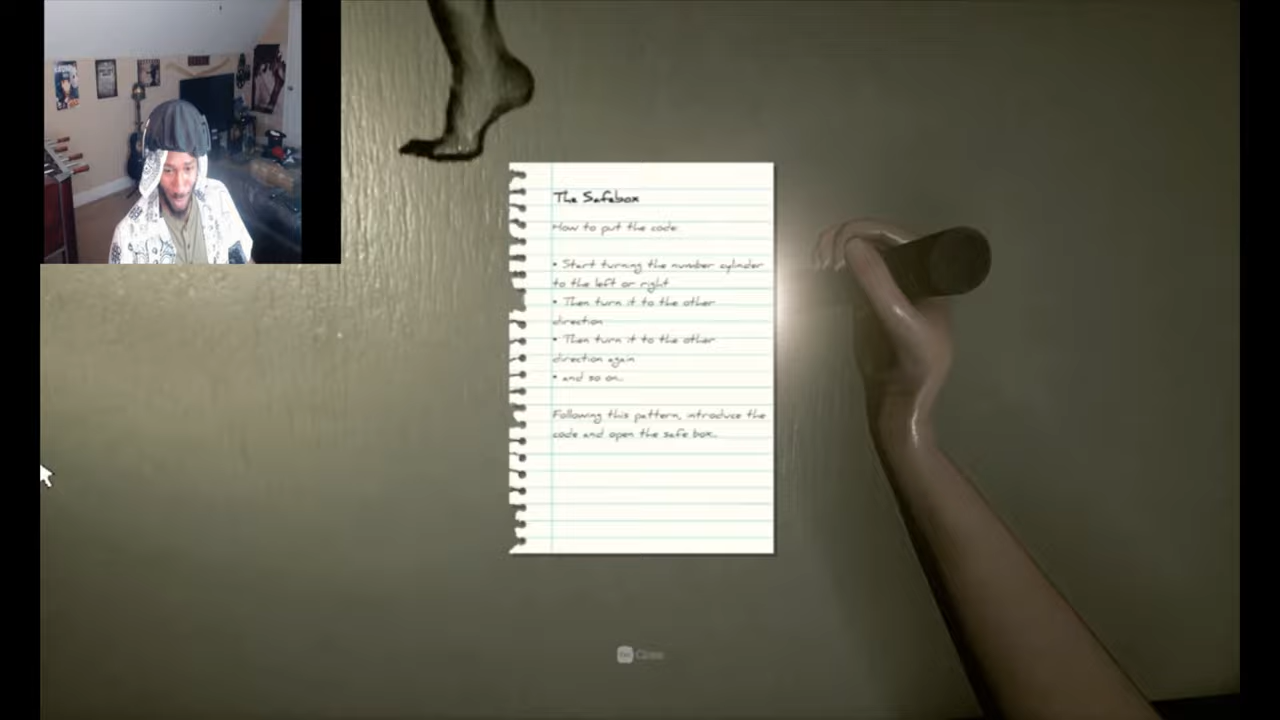 The Safebox
How to put the code:
• Start turning the number cylinder
to the left or right
• Then turn it to the other
direction
• Then turn it to the other
direction again
• and so on...
Following this pattern, introduce the
code and open the safe box.
Close